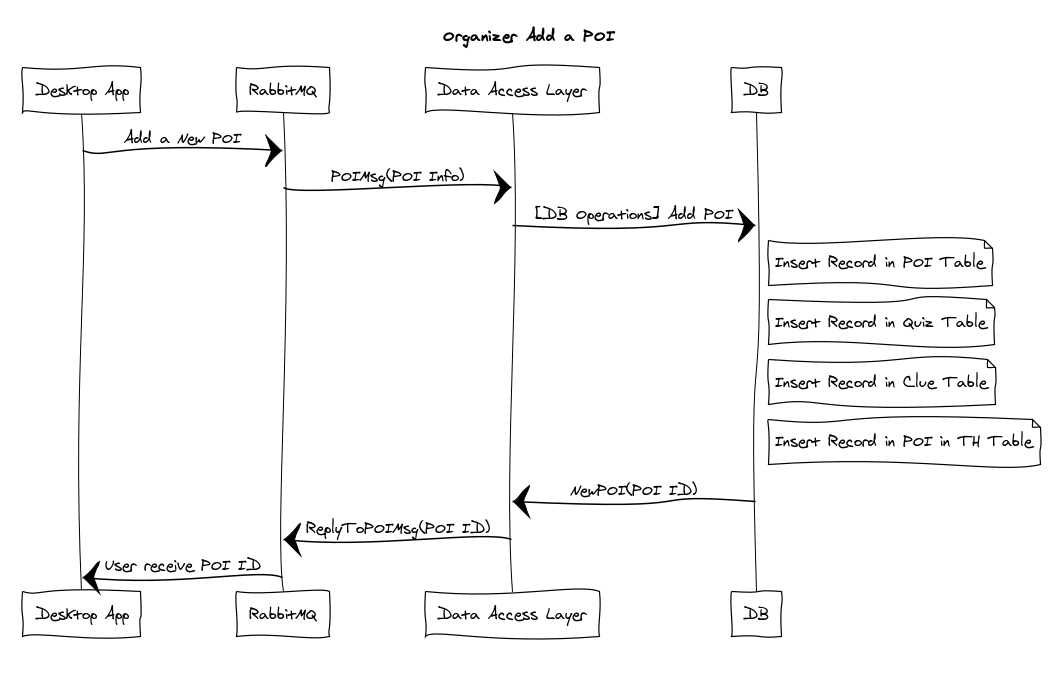 Organizer Add a POI
Desktop App
RabbitMQ
Data Access Layer
DB
Add a New POI
POIMsg(POI Info)
[DB Operations] Add POI
Insert Record in POI Table
Insert Record in Quiz Table
Insert Record in Clue Table
Insert Record in POI in TH Table
NewPOI(POI ID)
ReplyToPOIMsg(POI ID)
User receive POI ID
Desktop App
RabbitMQ
Data Access Layer
DB